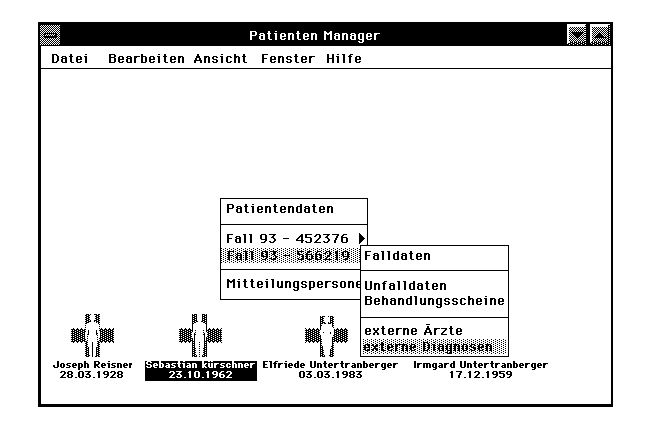 Patienten Manager
Datei Bearbeiten Ansicht Fenster Hilfe
Patientendaten
Fall 93 - 452376
Fall 93 - 566219
Mitteilungspersone
Falldaten
Unfalldaten
Behandlungsscheine
externe Ärzte
externe Diagnosen
Joseph Reisner
28.03.1928
Sebastian kürschner
23.10.1962
Elfriede Untertranberger
03.03.1983
Irmgard Untertranberger
17.12.1959